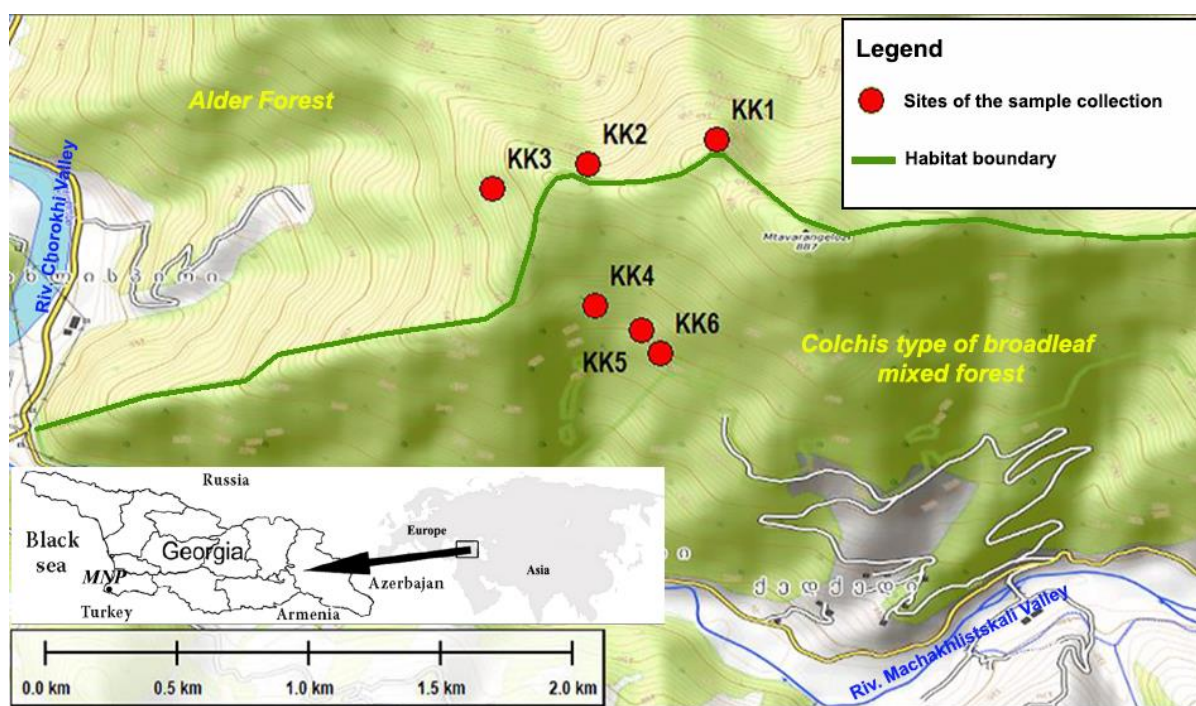 Legend
Sites of the sample collection
Habitat boundary
Alder Forest
KK1
KK2
KK3
Mtavarangelozi
887
KK4
KK6
KK5
Riv. Chorokhi Valley
Colchis type of broadleaf
mixed forest
ქედქედი
Riv. Machakhlistskali Valley
Russia
Black
sea
Georgia
MNP
Turkey
Armenia
Azerbajan
Europe
Asia
0.0 km 0.5 km 1.0 km 1.5 km 2.0 km